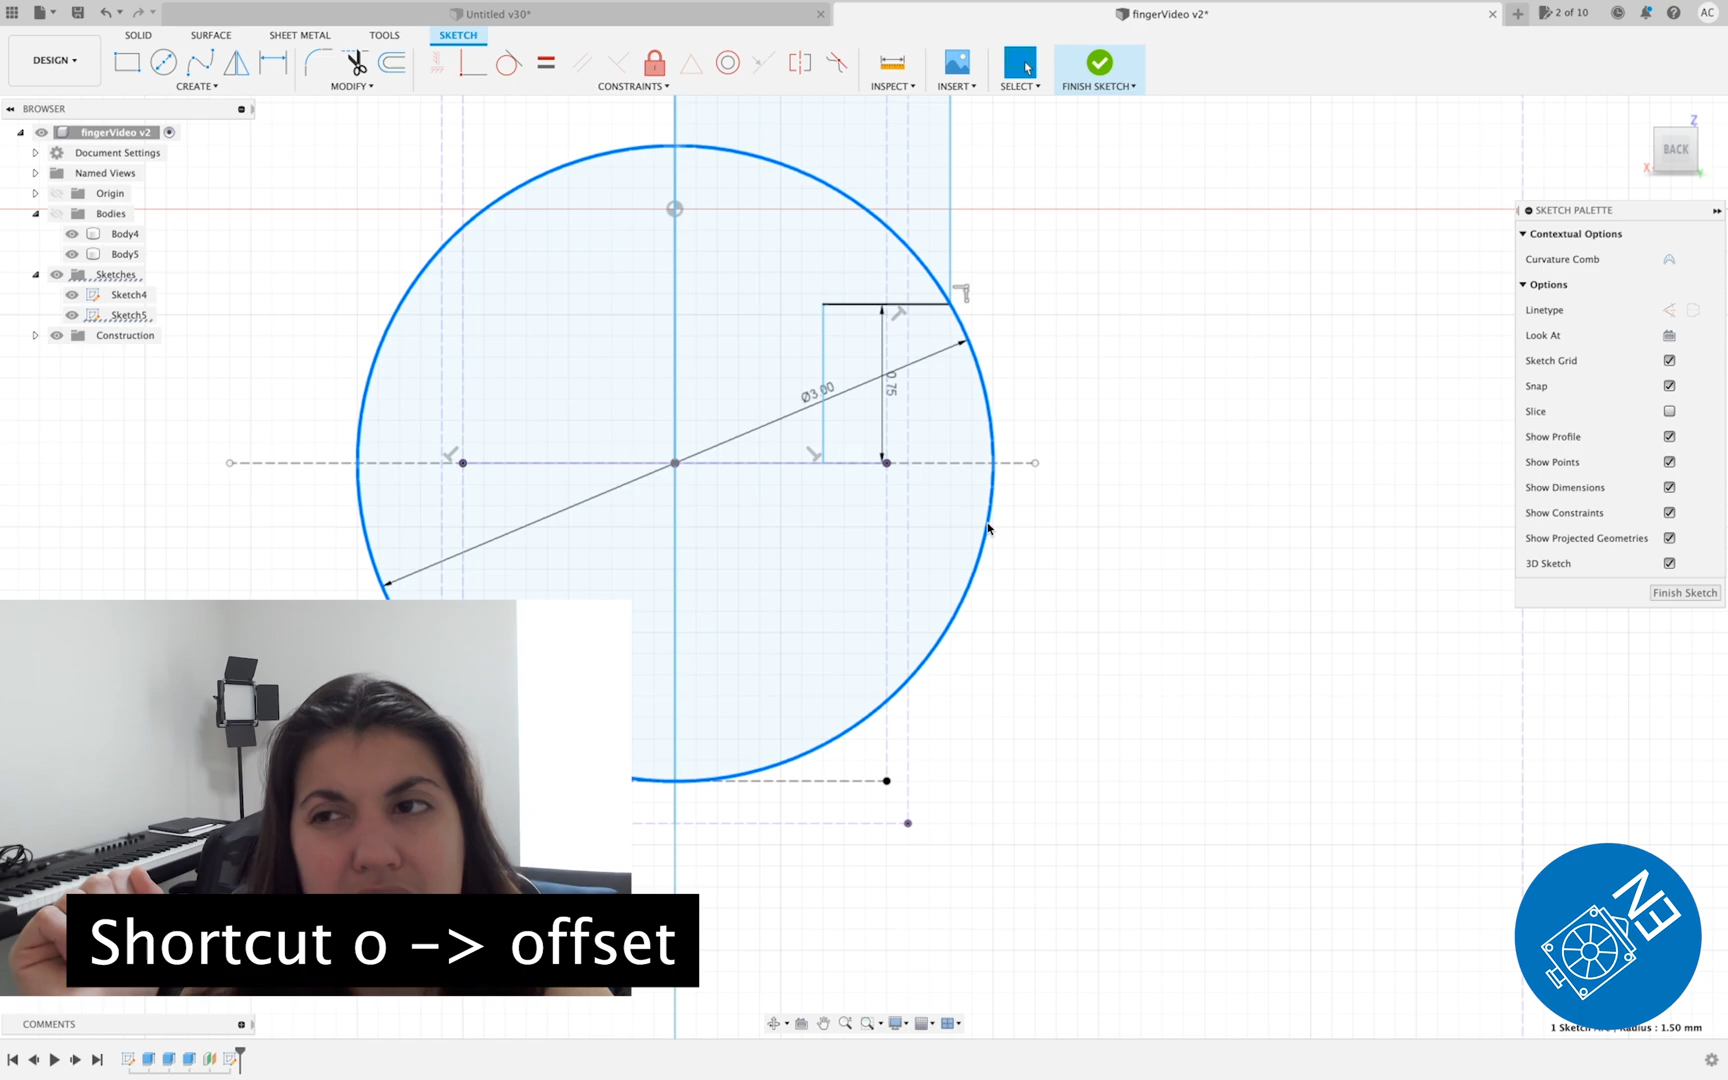 Untitled v30*
fingerVideo v2*
2 of 10
AC
DESIGN
SOLID
SURFACE
SHEET METAL
TOOLS
SKETCH
CREATE
MODIFY
CONSTRAINTS
INSPECT
INSERT
SELECT
FINISH SKETCH
BROWSER
fingerVideo v2
Document Settings
Named Views
Origin
Bodies
Body4
Body5
Sketches
Sketch4
Sketch5
Construction
Ø3.00
0.75
Z
BACK
X
Y
SKETCH PALETTE
Contextual Options
Curvature Comb
Options
Linetype
Look At
Sketch Grid
Snap
Slice
Show Profile
Show Points
Show Dimensions
Show Constraints
Show Projected Geometries
3D Sketch
Finish Sketch
Shortcut o -> offset
COMMENTS
1 Sketch
Radius : 1.50 mm